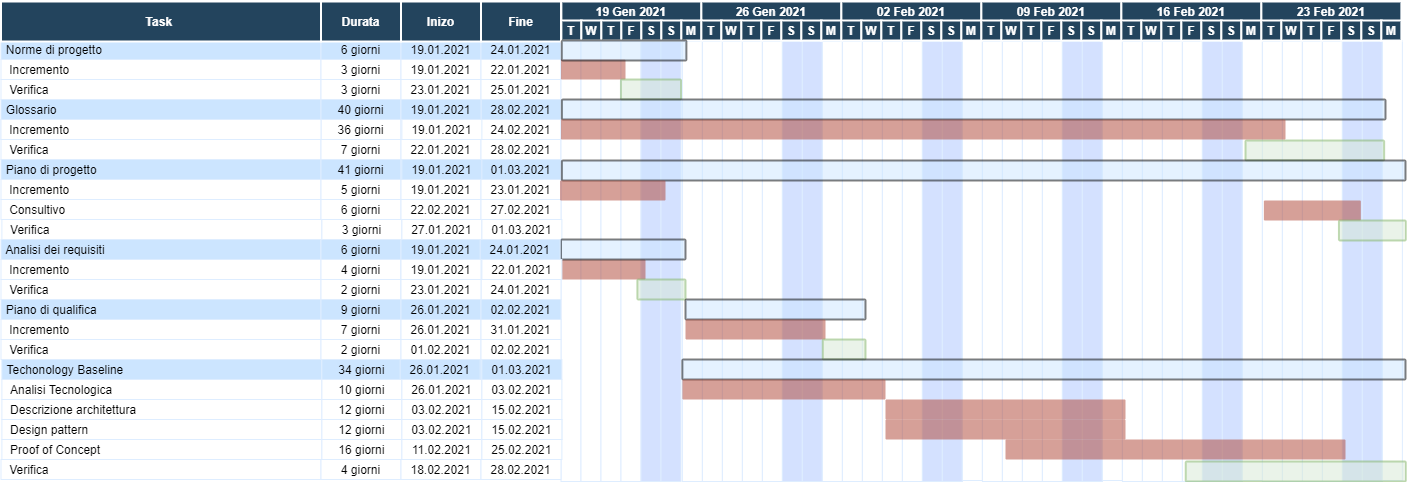 Task Durata Inizo Fine 19 Gen 2021 26 Gen 2021 02 Feb 2021 09 Feb 2021 16 Feb 2021 23 Feb 2021
T W T F S S M T W T F S S M T W T F S S M T W T F S S M T W T F S S M T W T F S S M
Norme di progetto 6 giorni 19.01.2021 24.01.2021
Incremento 3 giorni 19.01.2021 22.01.2021
Verifica 3 giorni 23.01.2021 25.01.2021
Glossario 40 giorni 19.01.2021 28.02.2021
Incremento 36 giorni 19.01.2021 24.02.2021
Verifica 7 giorni 22.01.2021 28.02.2021
Piano di progetto 41 giorni 19.01.2021 01.03.2021
Incremento 5 giorni 19.01.2021 23.01.2021
Consultivo 6 giorni 22.02.2021 27.02.2021
Verifica 3 giorni 27.01.2021 01.03.2021
Analisi dei requisiti 6 giorni 19.01.2021 24.01.2021
Incremento 4 giorni 19.01.2021 22.01.2021
Verifica 2 giorni 23.01.2021 24.01.2021
Piano di qualifica 9 giorni 26.01.2021 02.02.2021
Incremento 7 giorni 26.01.2021 31.01.2021
Verifica 2 giorni 01.02.2021 02.02.2021
Techonology Baseline 34 giorni 26.01.2021 01.03.2021
Analisi Tecnologica 10 giorni 26.01.2021 03.02.2021
Descrizione architettura 12 giorni 03.02.2021 15.02.2021
Design pattern 12 giorni 03.02.2021 15.02.2021
Proof of Concept 16 giorni 11.02.2021 25.02.2021
Verifica 4 giorni 18.02.2021 28.02.2021